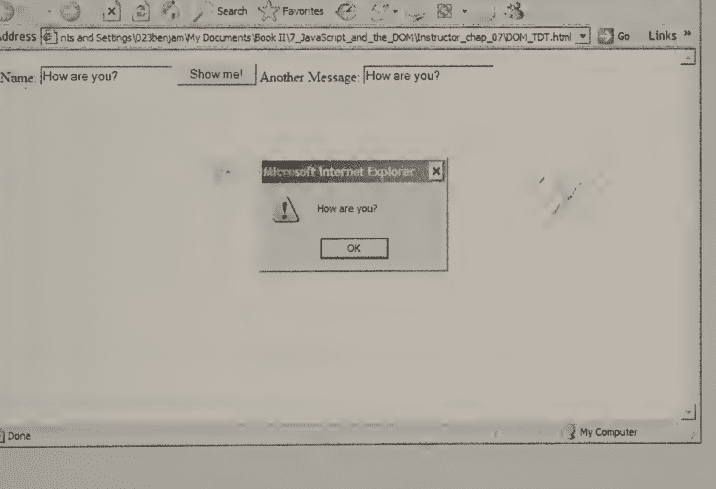 Search Favorites
Address nts and Settings\023benjam\My Documents\Book II\7_JavaScript_and_the_DOM\Instructor_chap_07\DOM_TDT.html Go Links »
Name: How are you? Show me! Another Message: How are you?
Microsoft Internet Explorer
How are you?
OK
Done My Computer